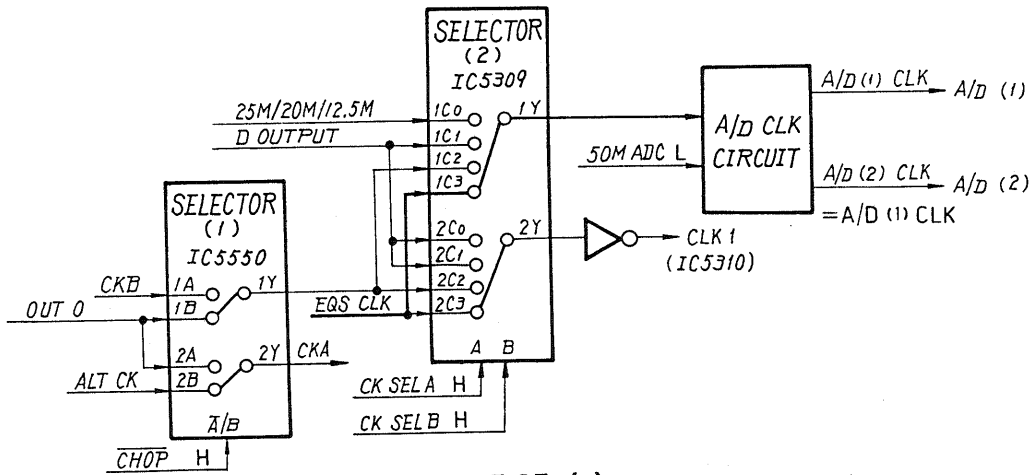 SELECTOR
(2)
IC5309
25M/20M/12.5M
D OUTPUT
1C0
1C1
1C2
1C3
1Y
2C0
2C1
2C2
2C3
2Y
A B
A/D CLK
CIRCUIT
50M ADC L
A/D (1) CLK
A/D (1)
A/D (2) CLK
A/D (2)
=A/D (1) CLK
CLK 1
(IC5310)
SELECTOR
(1)
IC5550
CKB
OUT 0
1A
1B
1Y
EQS CLK
2A
2B
2Y
CKA
ALT CK
A/B
CHOP H
CK SEL A H
CK SEL B H